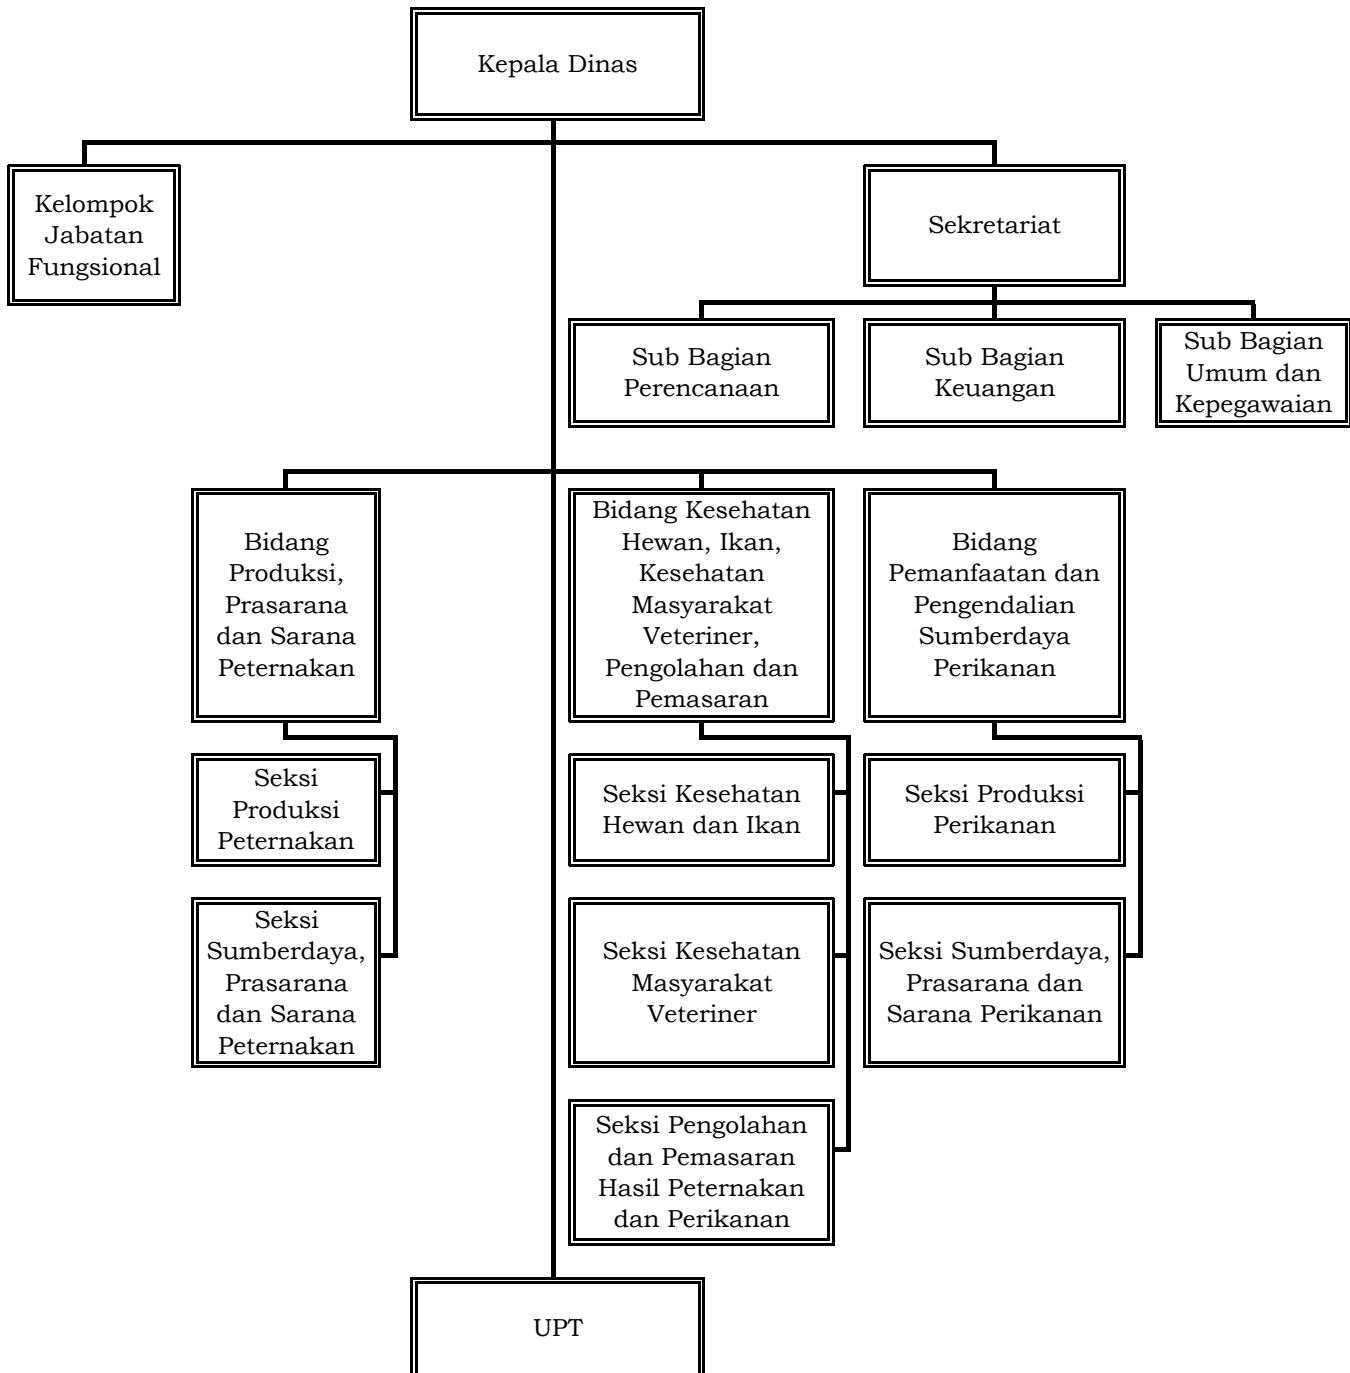 Kepala Dinas
Kelompok
Jabatan
Fungsional
Sekretariat
Sub Bagian
Perencanaan
Sub Bagian
Keuangan
Sub Bagian
Umum dan
Kepegawaian
Bidang
Produksi,
Prasarana
dan Sarana
Peternakan
Bidang Kesehatan
Hewan, Ikan,
Kesehatan
Masyarakat
Veteriner,
Pengolahan dan
Pemasaran
Bidang
Pemanfaatan dan
Pengendalian
Sumberdaya
Perikanan
Seksi
Produksi
Peternakan
Seksi Kesehatan
Hewan dan Ikan
Seksi Produksi
Perikanan
Seksi
Sumberdaya,
Prasarana
dan Sarana
Peternakan
Seksi Kesehatan
Masyarakat
Veteriner
Seksi Sumberdaya,
Prasarana dan
Sarana Perikanan
Seksi Pengolahan
dan Pemasaran
Hasil Peternakan
dan Perikanan
UPT